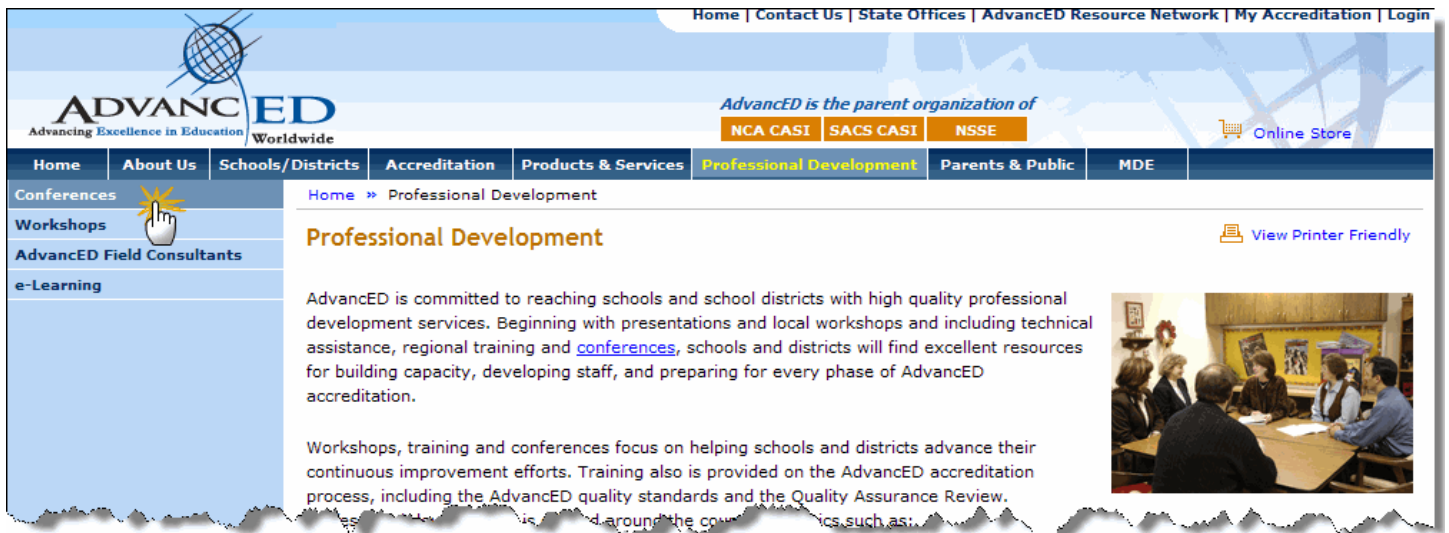 Home | Contact Us | State Offices | AdvancED Resource Network | My Accreditation | Login
ADVANCED
Advancing Excellence in Education Worldwide
AdvancED is the parent organization of
NCA CASI SACS CASI NSSE
Online Store
Home About Us Schools/Districts Accreditation Products & Services Professional Development Parents & Public MDE
Conferences
Workshops
AdvancED Field Consultants
e-Learning
Home » Professional Development
Professional Development
View Printer Friendly
AdvancED is committed to reaching schools and school districts with high quality professional
development services. Beginning with presentations and local workshops and including technical
assistance, regional training and conferences, schools and districts will find excellent resources
for building capacity, developing staff, and preparing for every phase of AdvancED
accreditation.
Workshops, training and conferences focus on helping schools and districts advance their
continuous improvement efforts. Training also is provided on the AdvancED accreditation
process, including the AdvancED quality standards and the Quality Assurance Review.
around the such as: